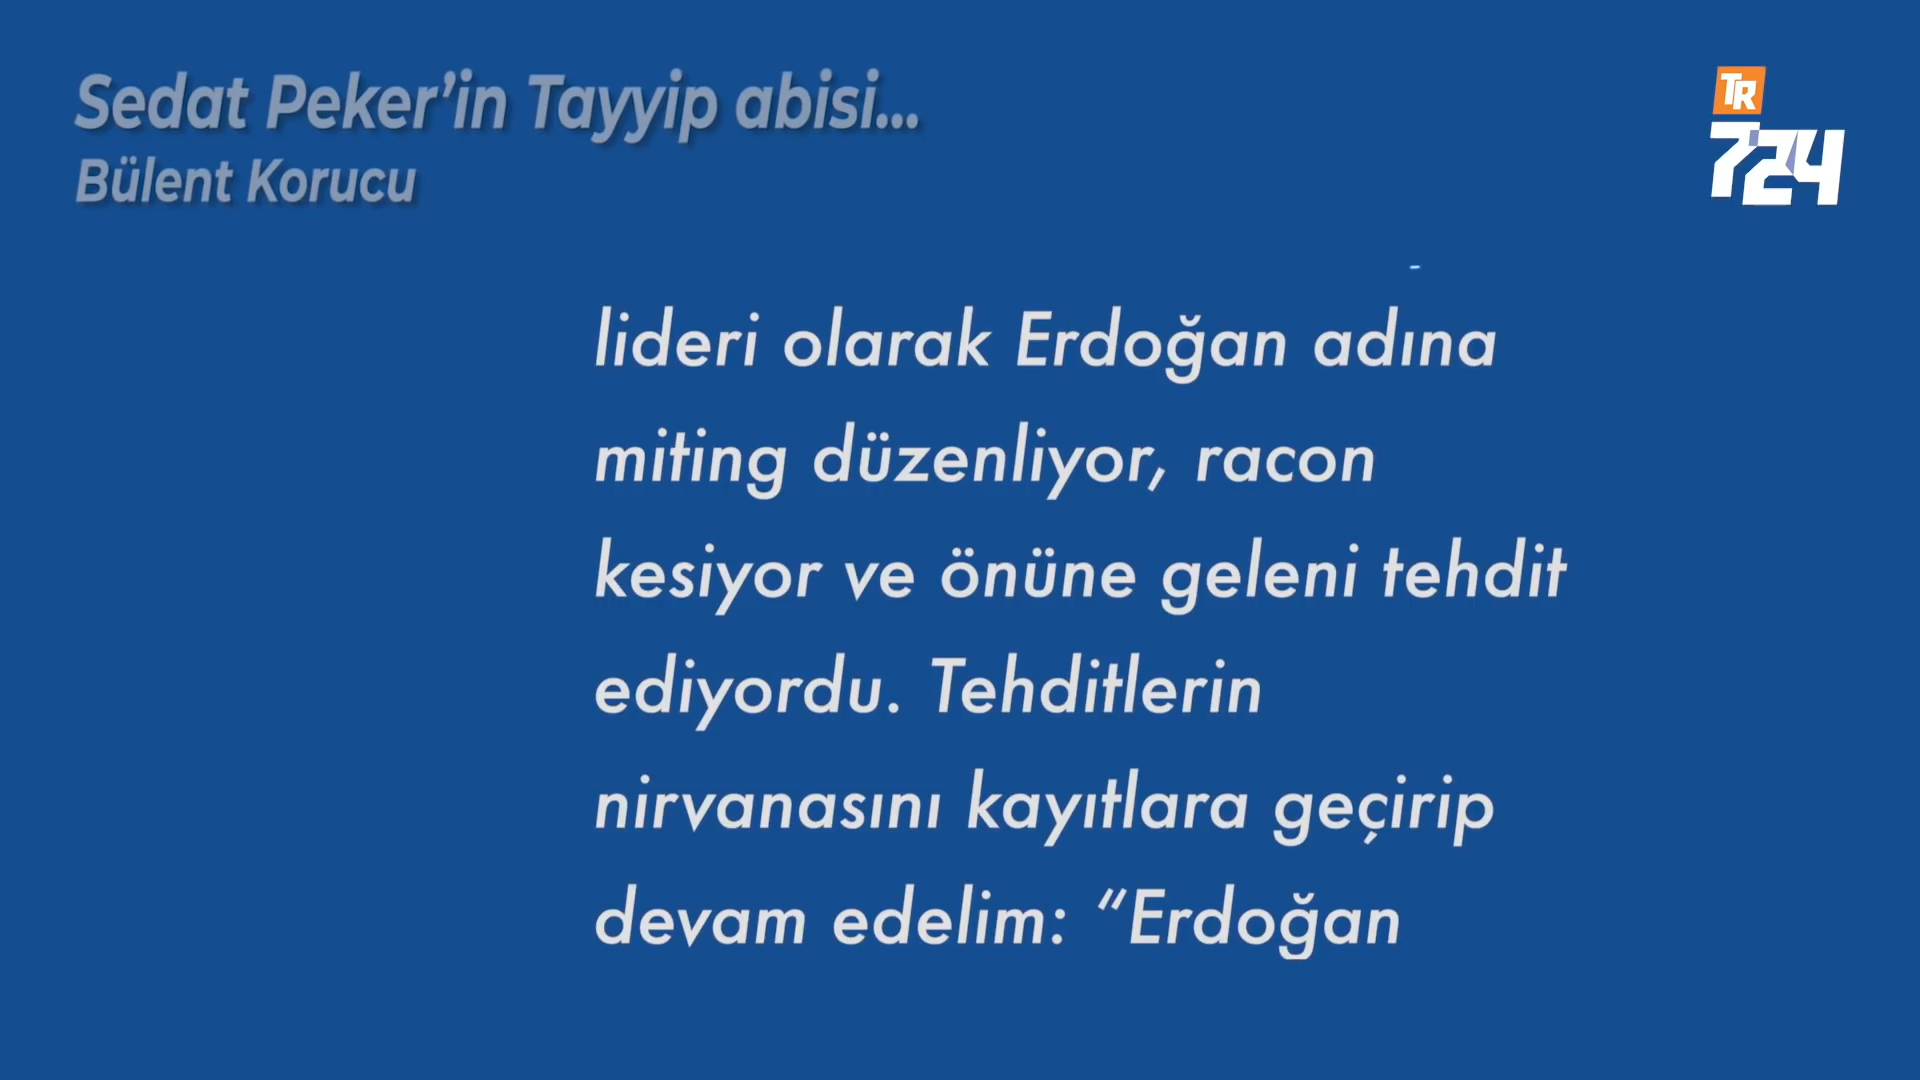 Sedat Peker’in Tayyip abisi...
Bülent Korucu
TR
724
lideri olarak Erdoğan adına
miting düzenliyor, racon
kesiyor ve önüne geleni tehdit
ediyordu. Tehditlerin
nirvanasını kayıtlara geçirip
devam edelim: “Erdoğan